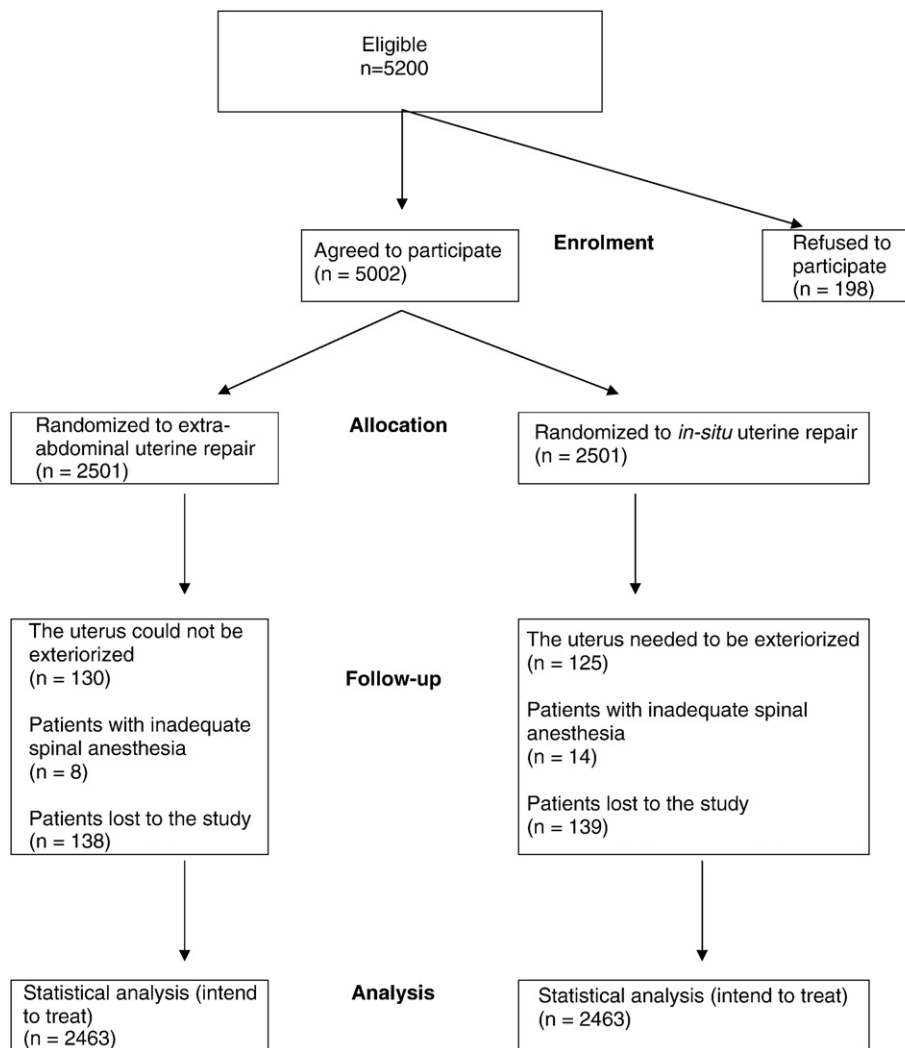 Eligible
n=5200
Enrolment
Agreed to participate
(n = 5002)
Refused to
participate
(n = 198)
Allocation
Randomized to extra-
abdominal uterine repair
(n = 2501)
Randomized to in-situ uterine repair
(n = 2501)
Follow-up
The uterus could not be
exteriorized
(n = 130)
Patients with inadequate
spinal anesthesia
(n = 8)
Patients lost to the study
(n = 138)
The uterus needed to be exteriorized
(n = 125)
Patients with inadequate spinal
anesthesia
(n = 14)
Patients lost to the study
(n = 139)
Analysis
Statistical analysis (intend
to treat)
(n = 2463)
Statistical analysis (intend to treat)
(n = 2463)